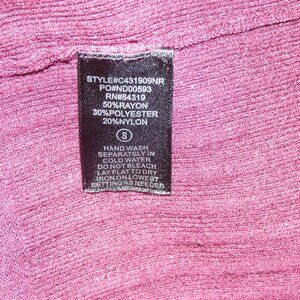 STYLE#C431909NR
PO#ND00593
RN#84319
50%RAYON
30%POLYESTER
20%NYLON
S
HAND WASH
SEPARATELY IN
COLD WATER
DO NOT BLEACH
LAY FLAT TO DRY
IRON ON LOWEST
SETTING AS NEEDED